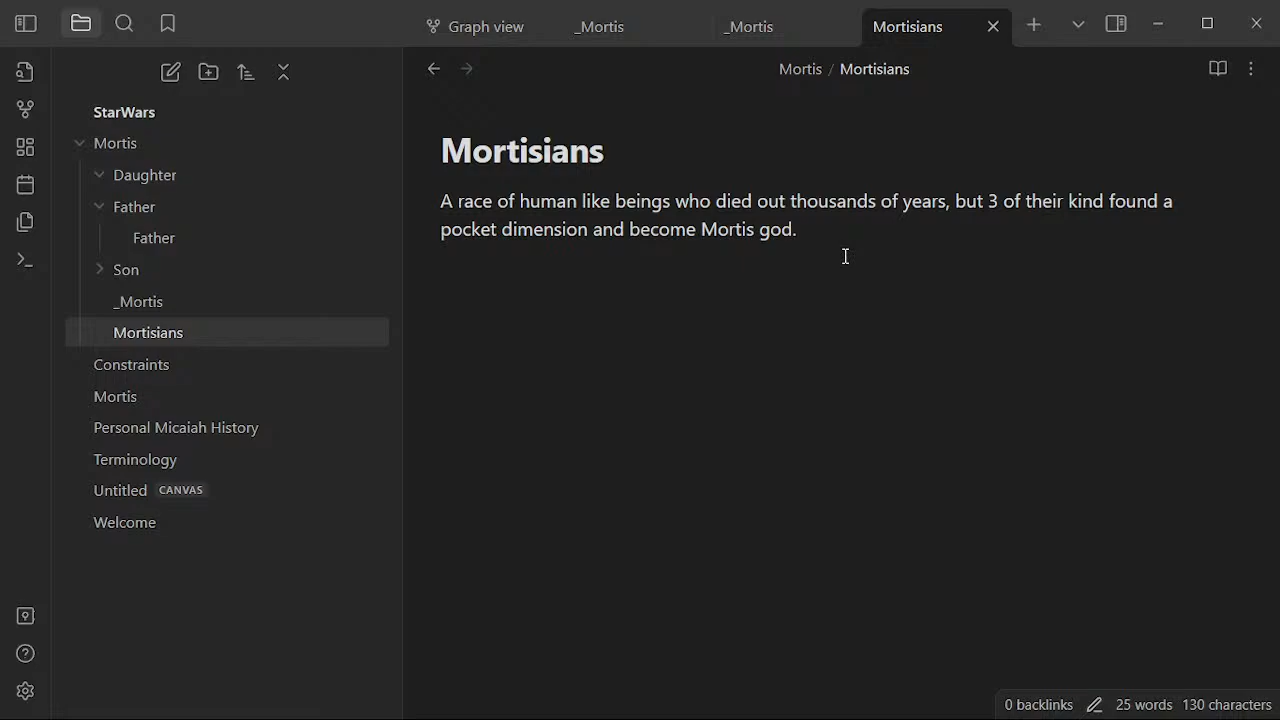 Graph view
_Mortis
_Mortis
Mortisians
Mortis / Mortisians
StarWars
Mortis
Daughter
Father
Father
Son
_Mortis
Mortisians
Constraints
Mortis
Personal Micaiah History
Terminology
Untitled CANVAS
Welcome
Mortisians
A race of human like beings who died out thousands of years, but 3 of their kind found a
pocket dimension and become Mortis god.
0 backlinks 25 words 130 characters